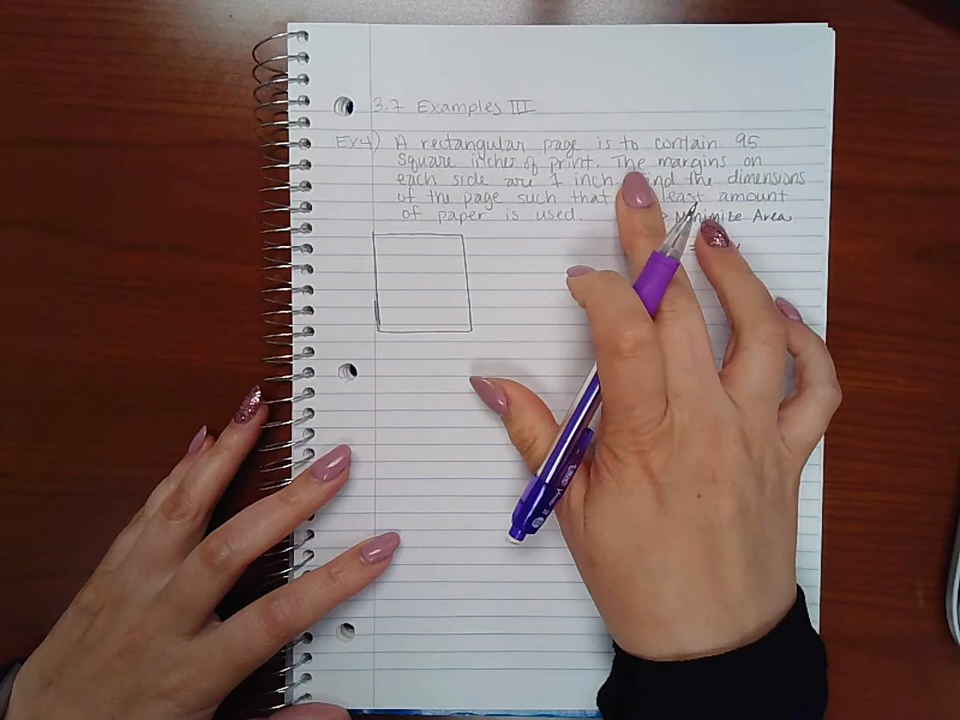 3.7 Examples III
Ex4) A rectangular page is to contain 95
square inches of print. The margins on
each side are 1 inch. Find the dimensions
of the page such that least amount
of paper is used. Minimize Area